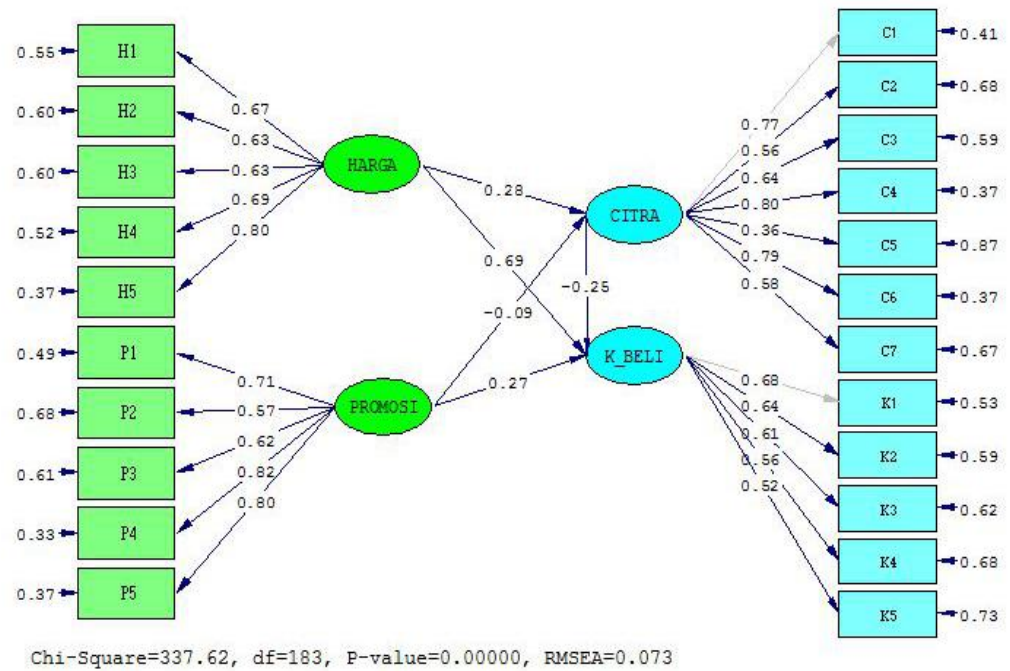 0.55 H1
0.60 H2
0.60 H3
0.52 H4
0.37 H5
0.49 P1
0.68 P2
0.61 P3
0.33 P4
0.37 P5
0.67
0.63
0.63
0.69
0.80
HARGA
0.71
0.57
0.62
0.82
0.80
PROMOSI
0.28
0.69
-0.09
0.27
-0.25
CITRA
K_BELI
0.77
0.56
0.64
0.80
0.36
0.79
0.58
0.68
0.64
0.61
0.56
0.52
C1 0.41
C2 0.68
C3 0.59
C4 0.37
C5 0.87
C6 0.37
C7 0.67
K1 0.53
K2 0.59
K3 0.62
K4 0.68
K5 0.73
Chi-Square=337.62, df=183, P-value=0.00000, RMSEA=0.073